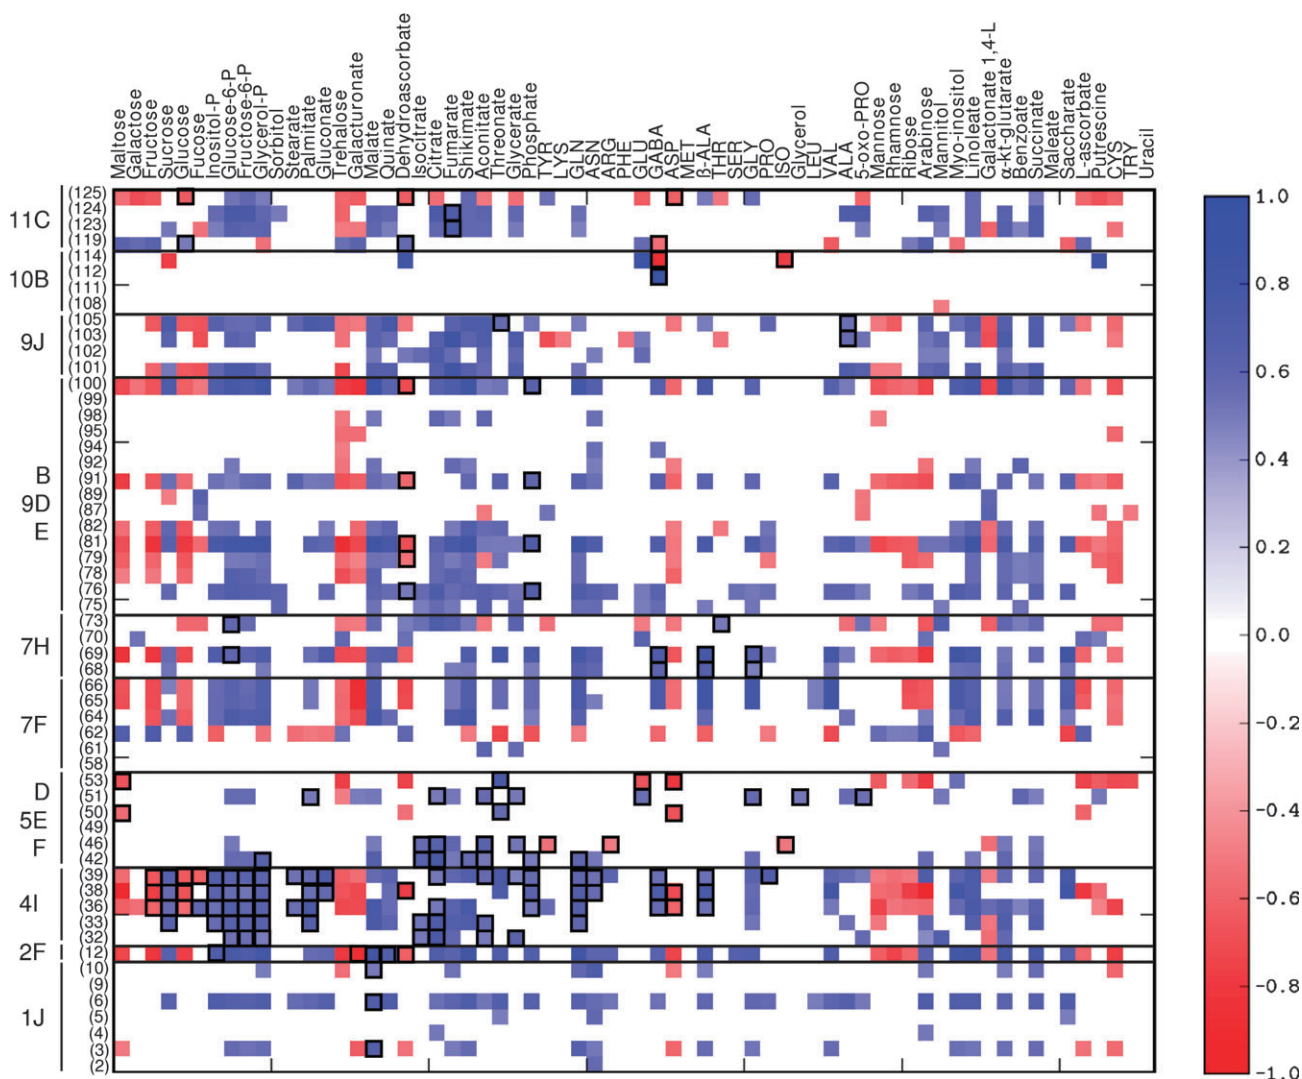 Maltose
Galactose
Fructose
Sucrose
Glucose
Fucose
Inositol-P
Glucose-6-P
Fructose-6-P
Glycerol-P
Sorbitol
Stearate
Palmitate
Gluconate
Trehalose
Galacturonate
Malate
Quinate
Dehydroascorbate
Isocitrate
Citrate
Fumarate
Shikimate
Aconitate
Threonate
Glycerate
Phosphate
TYR
LYS
GLN
ASN
ARG
PHE
GLU
GABA
ASP
MET
ß-ALA
THR
SER
GLY
PRO
ISO
Glycerol
LEU
VAL
ALA
5-oxo-PRO
Mannose
Rhamnose
Ribose
Arabinose
Mannitol
Myo-inositol
Linoleate
Galactonate 1,4-L
α-kt-glutarate
Benzoate
Succinate
Maleate
Saccharate
L-ascorbate
Putrescine
CYS
TRY
Uracil
11C
(125)
(124)
(123)
(119)
10B
(114)
(112)
(111)
(108)
9J
(105)
(103)
(102)
(101)
B
9D
E
(100)
(99)
(98)
(95)
(94)
(92)
(91)
(89)
(87)
(82)
(81)
(79)
(78)
(76)
(75)
7H
(73)
(70)
(69)
(68)
7F
(66)
(65)
(64)
(62)
(61)
(58)
D
5E
F
(53)
(51)
(50)
(49)
(46)
(42)
4I
(39)
(38)
(36)
(33)
(32)
2F
(12)
1J
(10)
(9)
(6)
(5)
(4)
(3)
(2)
1.0
0.8
0.6
0.4
0.2
0.0
−0.2
−0.4
−0.6
−0.8
−1.0